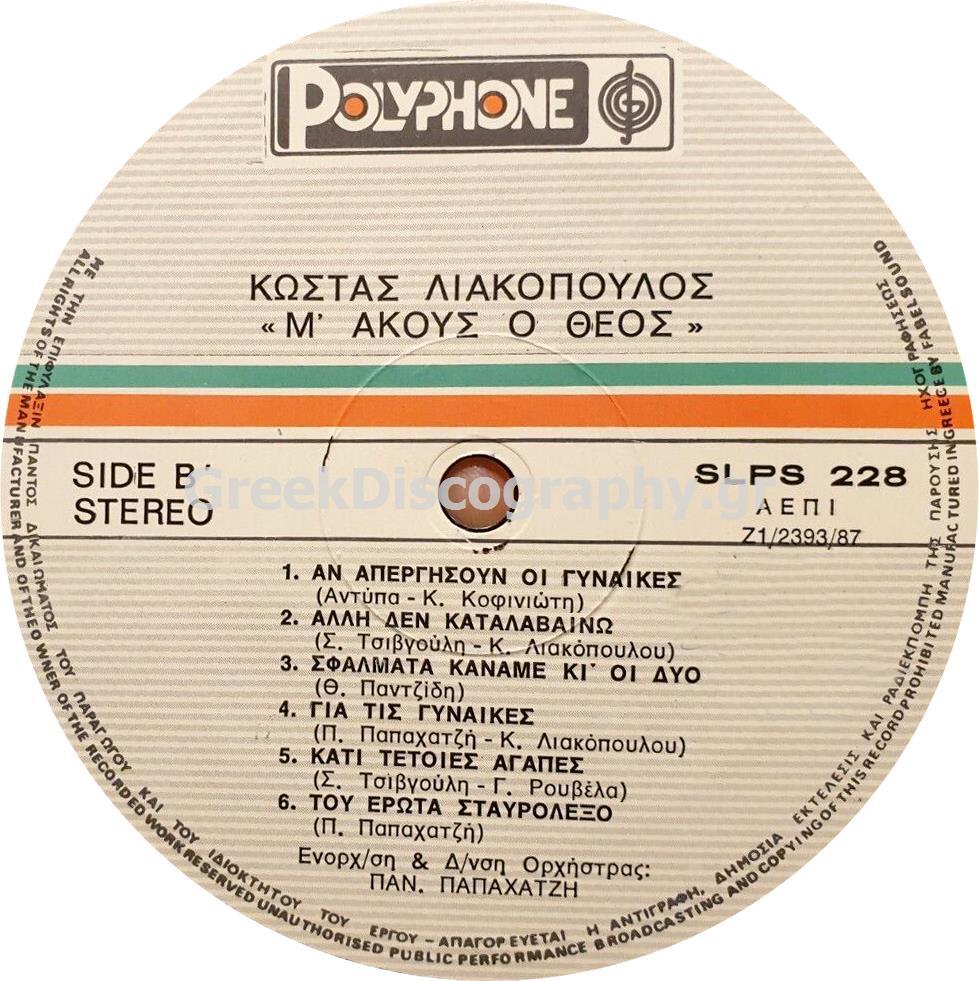 POLYPHONE
ΚΩΣΤΑΣ ΛΙΑΚΟΠΟΥΛΟΣ
« Μ' ΑΚΟΥΣ Ο ΘΕΟΣ »
SIDE B'
STEREO
SLPS 228
ΑΕΠΙ
Z1/2393/87
GreekDiscography.gr
1. ΑΝ ΑΠΕΡΓΗΣΟΥΝ ΟΙ ΓΥΝΑΙΚΕΣ
(Αντύπα - Κ. Κοφινιώτη)
2. ΑΛΛΗ ΔΕΝ ΚΑΤΑΛΑΒΑΙΝΩ
(Σ. Τσιβγούλη - Κ. Λιακόπουλου)
3. ΣΦΑΛΜΑΤΑ ΚΑΝΑΜΕ ΚΙ' ΟΙ ΔΥΟ
(Θ. Παντζίδη)
4. ΓΙΑ ΤΙΣ ΓΥΝΑΙΚΕΣ
(Π. Παπαχατζή - Κ. Λιακόπουλου)
5. ΚΑΤΙ ΤΕΤΟΙΕΣ ΑΓΑΠΕΣ
(Σ. Τσιβγούλη - Γ. Ρουβέλα)
6. ΤΟΥ ΕΡΩΤΑ ΣΤΑΥΡΟΛΕΞΟ
(Π. Παπαχατζή)
Ενορχ/ση & Δ/νση Ορχήστρας:
ΠΑΝ. ΠΑΠΑΧΑΤΖΗ
ΜΕ ΤΗΝ ΕΠΙΦΥΛΑΞΙΝ ΠΑΝΤΟΣ ΔΙΚΑΙΩΜΑΤΟΣ ΤΟΥ ΠΑΡΑΓΩΓΟΥ ΚΑΙ ΤΟΥ ΙΔΙΟΚΤΗΤΟΥ ΤΟΥ ΕΡΓΟΥ - ΑΠΑΓΟΡΕΥΕΤΑΙ Η ΑΝΤΙΓΡΑΦΗ, ΔΗΜΟΣΙΑ ΕΚΤΕΛΕΣΙΣ ΚΑΙ ΡΑΔΙΕΚΠΟΜΠΗ ΤΗΣ ΠΑΡΟΥΣΗΣ ΗΧΟΓΡΑΦΗΣΕΩΣ
ALL RIGHTS OF THE MANUFACTURER AND OF THE OWNER OF THE RECORDED WORK RESERVED UNAUTHORISED PUBLIC PERFORMANCE BROADCASTING AND COPYING OF THIS RECORD PROHIBITED MANUFACTURED IN GREECE BY FABELSOUND